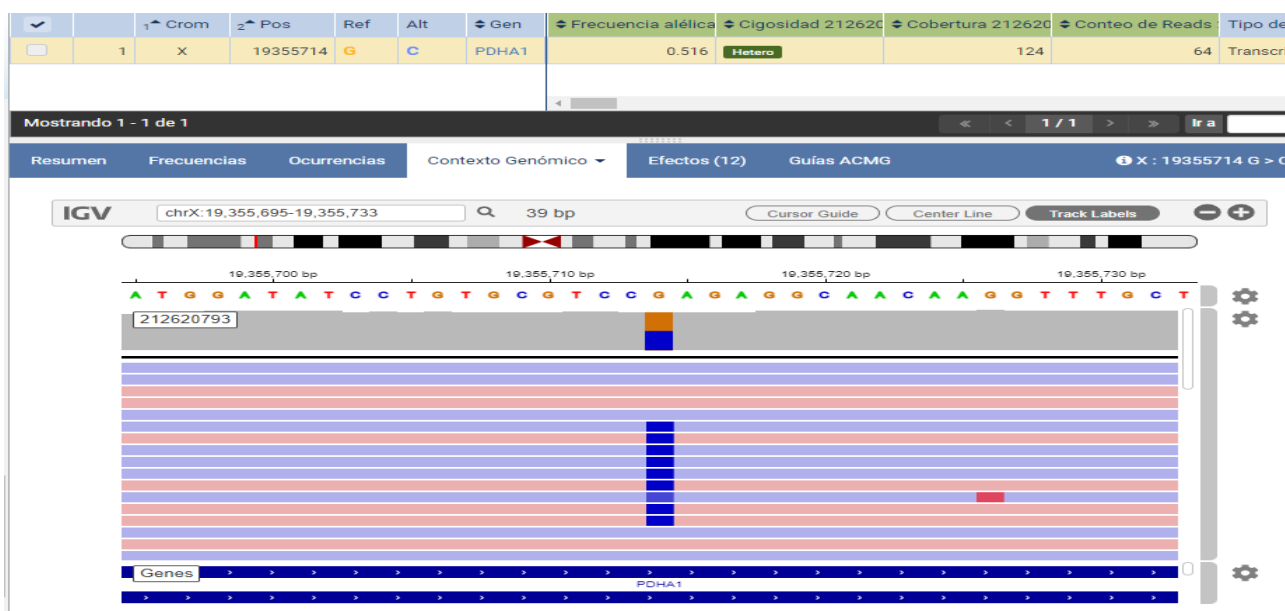 1 Crom 2 Pos Ref Alt Gen Frecuencia alélica Cigosidad 212620 Cobertura 212620 Conteo de Reads Tipo de
1 X 19355714 G C PDHA1 0.516 Hetero 124 64 Transcri
Mostrando 1 - 1 de 1 « < 1 / 1 > » Ir a
Resumen Frecuencias Ocurrencias Contexto Genómico Efectos (12) Guías ACMG X : 19355714 G > C
IGV chrX:19,355,695-19,355,733 39 bp Cursor Guide Center Line Track Labels
19,355,700 bp 19,355,710 bp 19,355,720 bp 19,355,730 bp
A T G G A T A T C C T G T G C G T C C G A G A G G C A A C A A G G T T T G C T
212620793
Genes
PDHA1